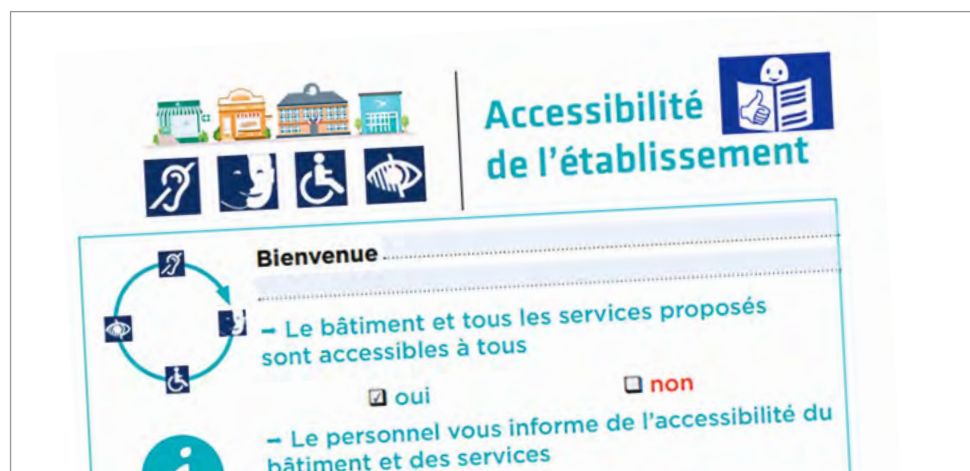 Accessibilité
de l'établissement
Bienvenue
– Le bâtiment et tous les services proposés
sont accessibles à tous
☑ oui ☐ non
– Le personnel vous informe de l'accessibilité du
bâtiment et des services